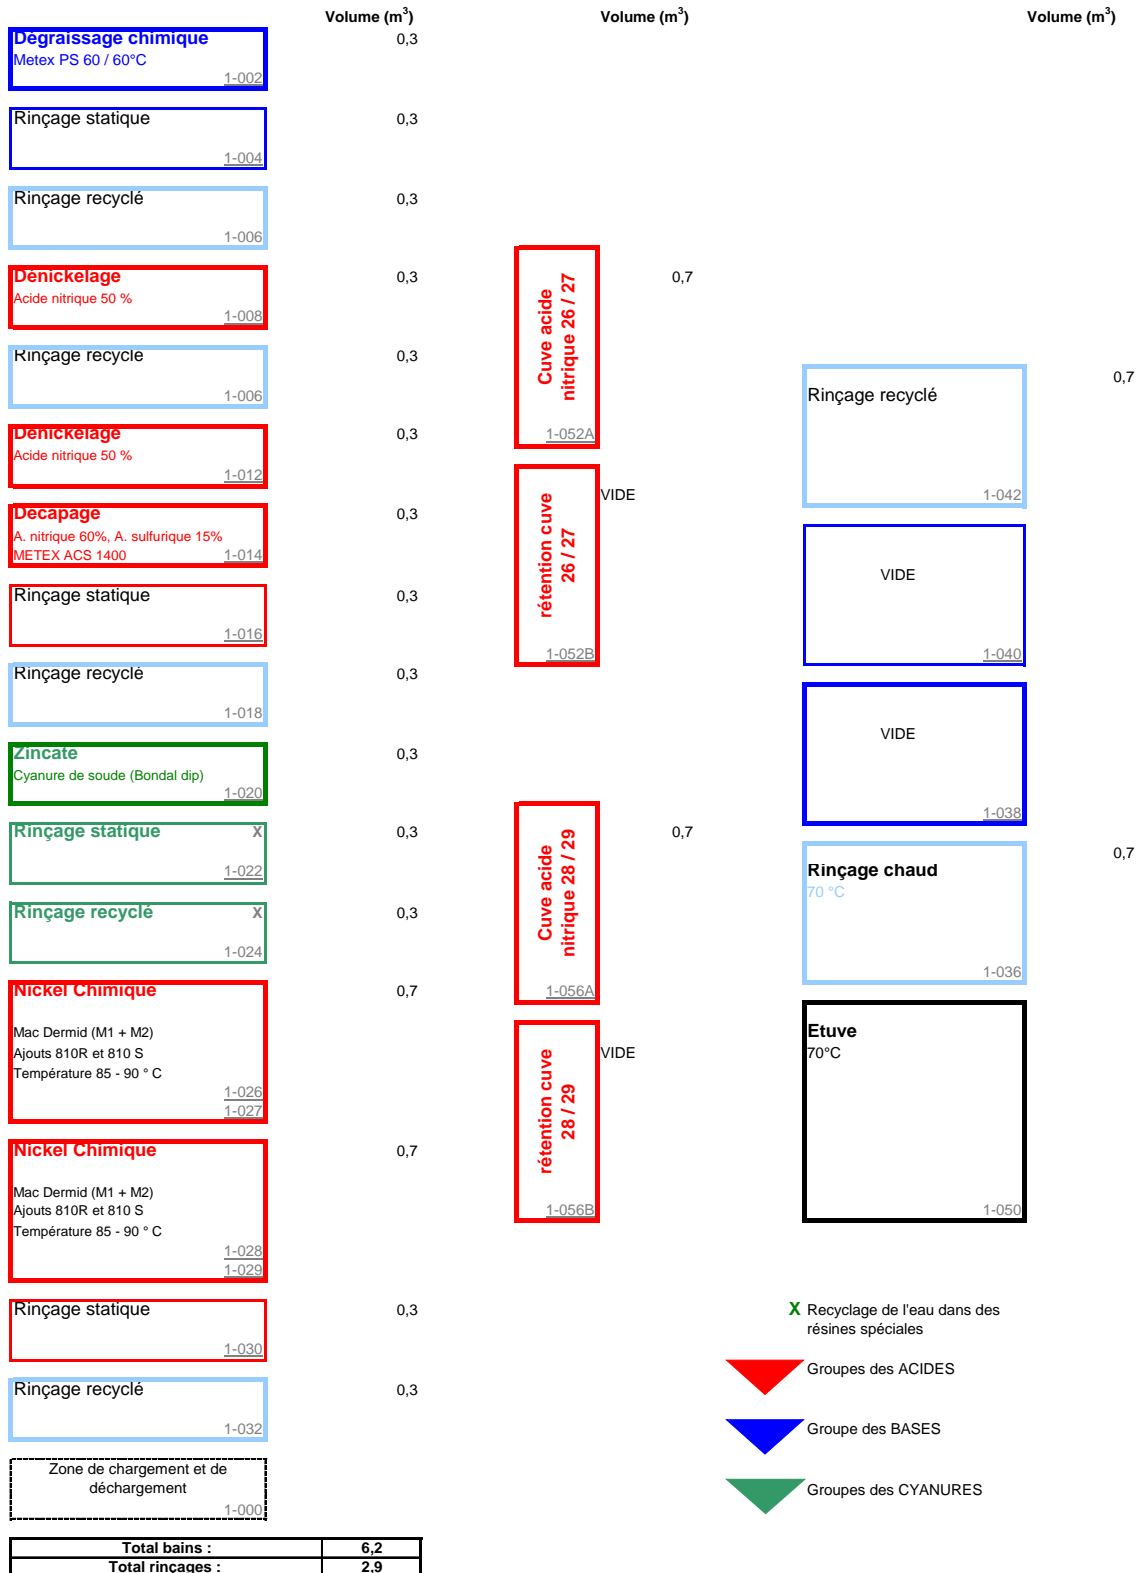 Volume (m³)
Volume (m³)
Volume (m³)
Dégraissage chimique
0,3
Metex PS 60 / 60°C
1-002
Rinçage statique
0,3
1-004
Rinçage recyclé
0,3
1-006
Dénickelage
0,3
Acide nitrique 50 %
1-008
Rinçage recyclé
0,3
1-006
Dénickelage
0,3
Acide nitrique 50 %
1-012
Décapage
0,3
A. nitrique 60%, A. sulfurique 15%
METEX ACS 1400
1-014
Rinçage statique
0,3
1-016
Rinçage recyclé
0,3
1-018
Zincate
0,3
Cyanure de soude (Bondal dip)
1-020
Rinçage statique X
0,3
1-022
Rinçage recyclé X
0,3
1-024
Nickel Chimique
0,7
Mac Dermid (M1 + M2)
Ajouts 810R et 810 S
Température 85 - 90 ° C
1-026
1-027
Nickel Chimique
0,7
Mac Dermid (M1 + M2)
Ajouts 810R et 810 S
Température 85 - 90 ° C
1-028
1-029
Rinçage statique
0,3
1-030
Rinçage recyclé
0,3
1-032
Zone de chargement et de
déchargement
1-000
Total bains : 6,2
Total rinçages : 2,9
Cuve acide
nitrique 26 / 27
0,7
1-052A
rétention cuve
26 / 27
VIDE
1-052B
Cuve acide
nitrique 28 / 29
0,7
1-056A
rétention cuve
28 / 29
VIDE
1-056B
Rinçage recyclé
0,7
1-042
VIDE
1-040
VIDE
1-038
Rinçage chaud
0,7
70 °C
1-036
Etuve
70°C
1-050
X Recyclage de l'eau dans des
résines spéciales
Groupes des ACIDES
Groupe des BASES
Groupes des CYANURES